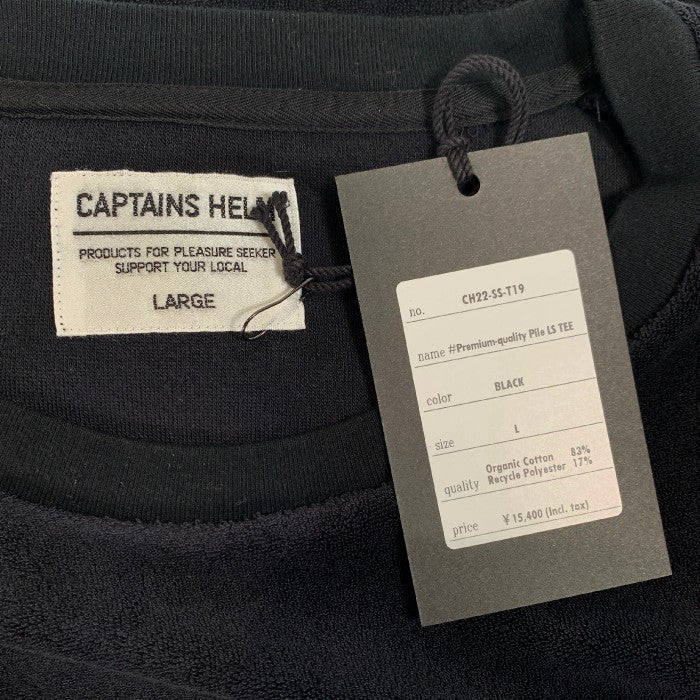 CAPTAINS HELM
PRODUCTS FOR PLEASURE SEEKER
SUPPORT YOUR LOCAL
LARGE
no. CH22-SS-T19
name #Premium-quality Pile LS TEE
color BLACK
size L
quality Organic Cotton 83%
Recycle Polyester 17%
price ¥15,400 (Incl. tax)